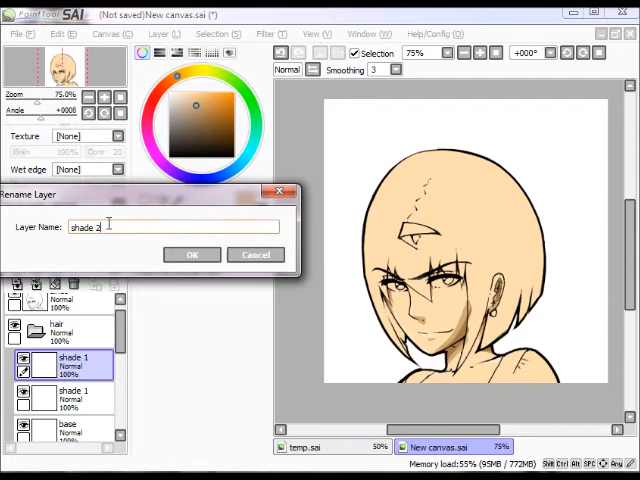 PaintTool SAI (*) (Not saved)New canvas.sai (*)
File (F) Edit (E) Canvas (C) Layer (L) Selection (S) Filter (T) View (V) Window (W) Help/Config (O)
Selection 75% +000°
Normal Smoothing 3
Zoom 75.0%
Angle +000δ
Texture [None]
100% 20
Wet edge [None]
Rename Layer
Layer Name: shade 2
OK Cancel
Normal
100%
hair
Normal
shade 1
Normal
100%
shade 1
Normal
100%
base
Normal
100%
temp.sai 50% New canvas.sai 75%
Memory load:55% (95MB / 772MB) Shift Ctrl Alt SPC Any